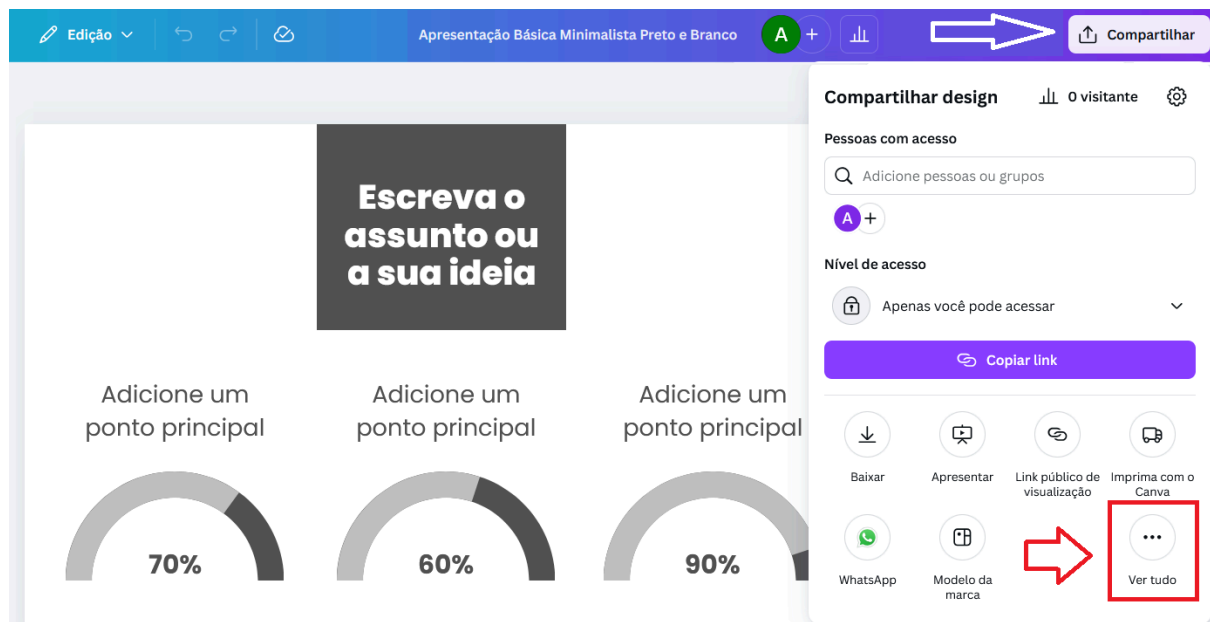 Edição
Apresentação Básica Minimalista Preto e Branco
A
+
Compartilhar
Compartilhar design
0 visitante
Pessoas com acesso
Adicione pessoas ou grupos
A
+
Nível de acesso
Apenas você pode acessar
Copiar link
Baixar
Apresentar
Link público de
visualização
Imprima com o
Canva
WhatsApp
Modelo da
marca
Ver tudo
Escreva o
assunto ou
a sua ideia
Adicione um
ponto principal
70%
Adicione um
ponto principal
60%
Adicione um
ponto principal
90%